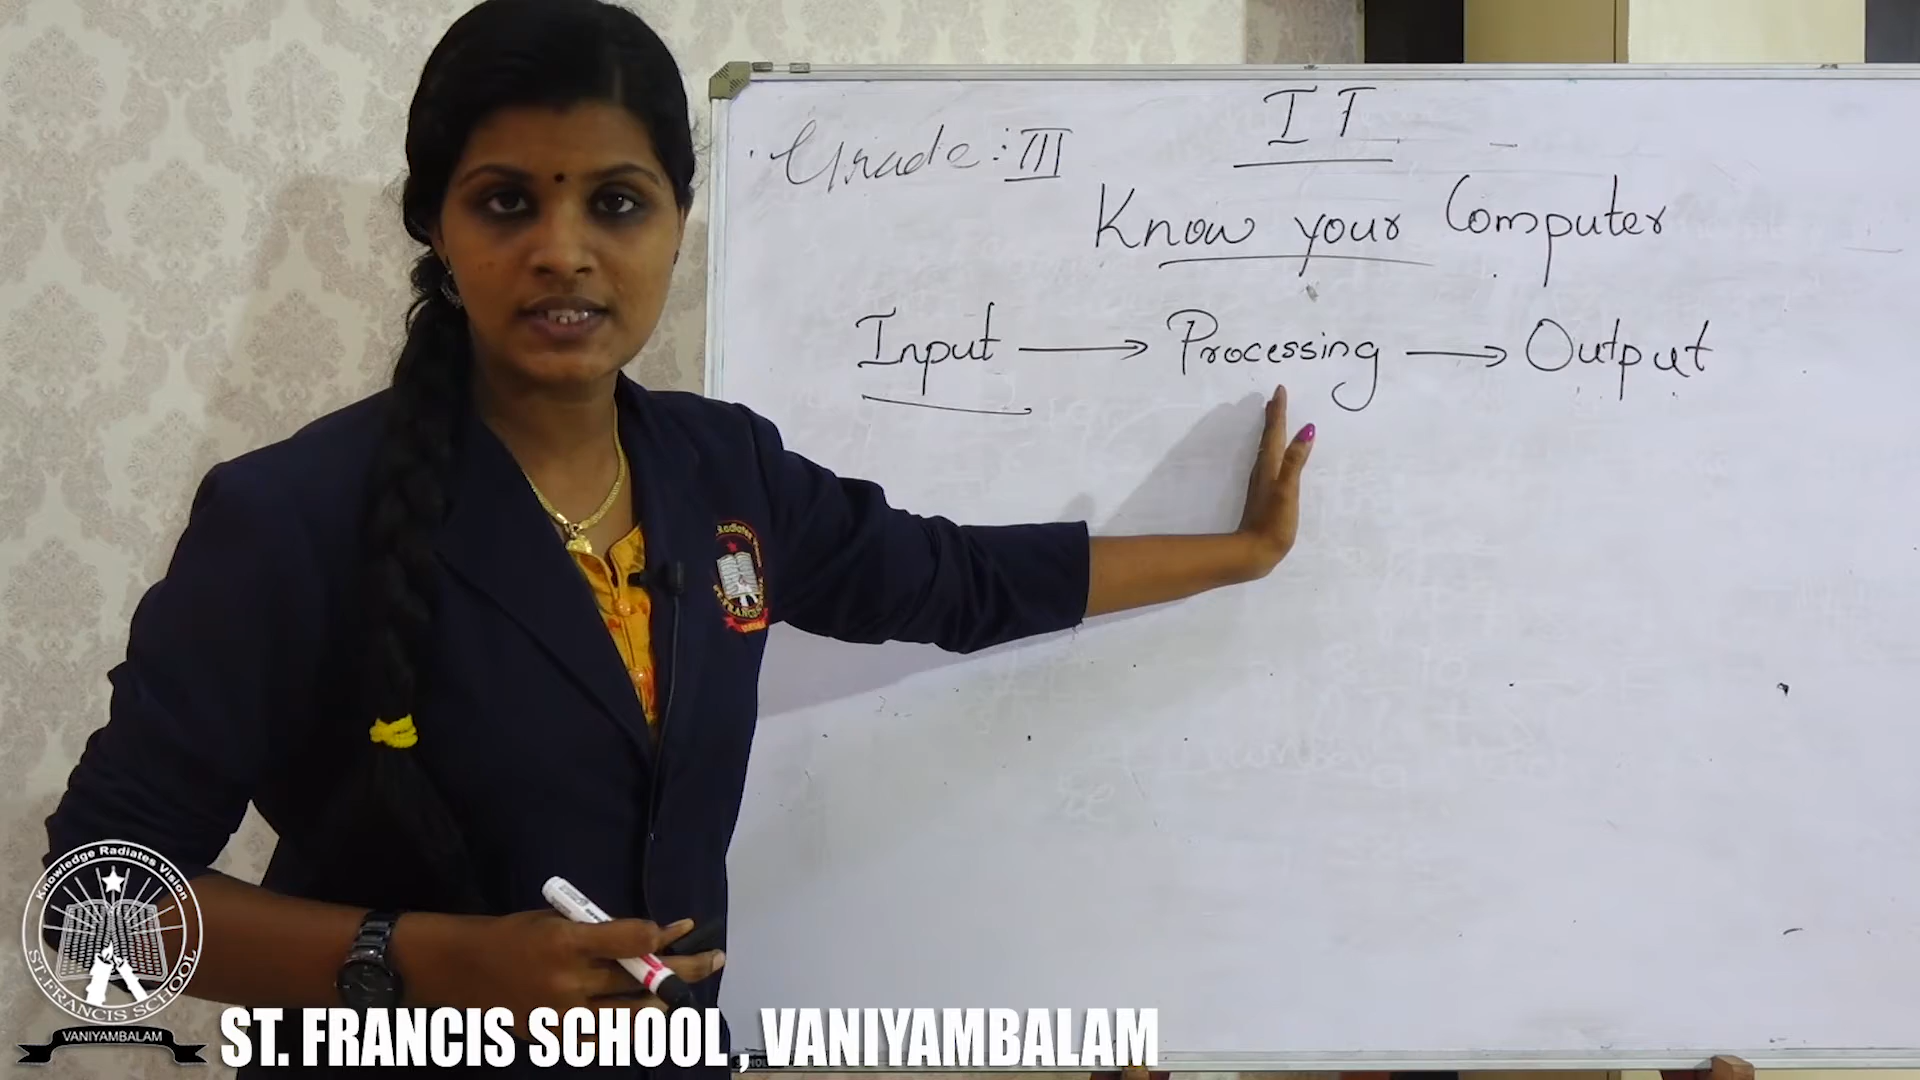 IT
Grade : III
Know your Computer
Input → Processing → Output
Knowledge Radiates Vision
ST. FRANCIS SCHOOL
VANIYAMBALAM
ST. FRANCIS SCHOOL , VANIYAMBALAM